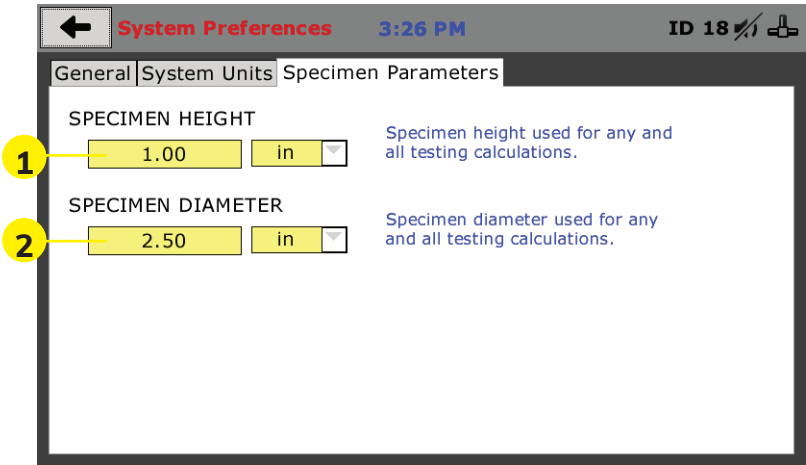 System Preferences 3:26 PM ID 18
General System Units Specimen Parameters
SPECIMEN HEIGHT
1 1.00 in
Specimen height used for any and
all testing calculations.
SPECIMEN DIAMETER
2 2.50 in
Specimen diameter used for any
and all testing calculations.